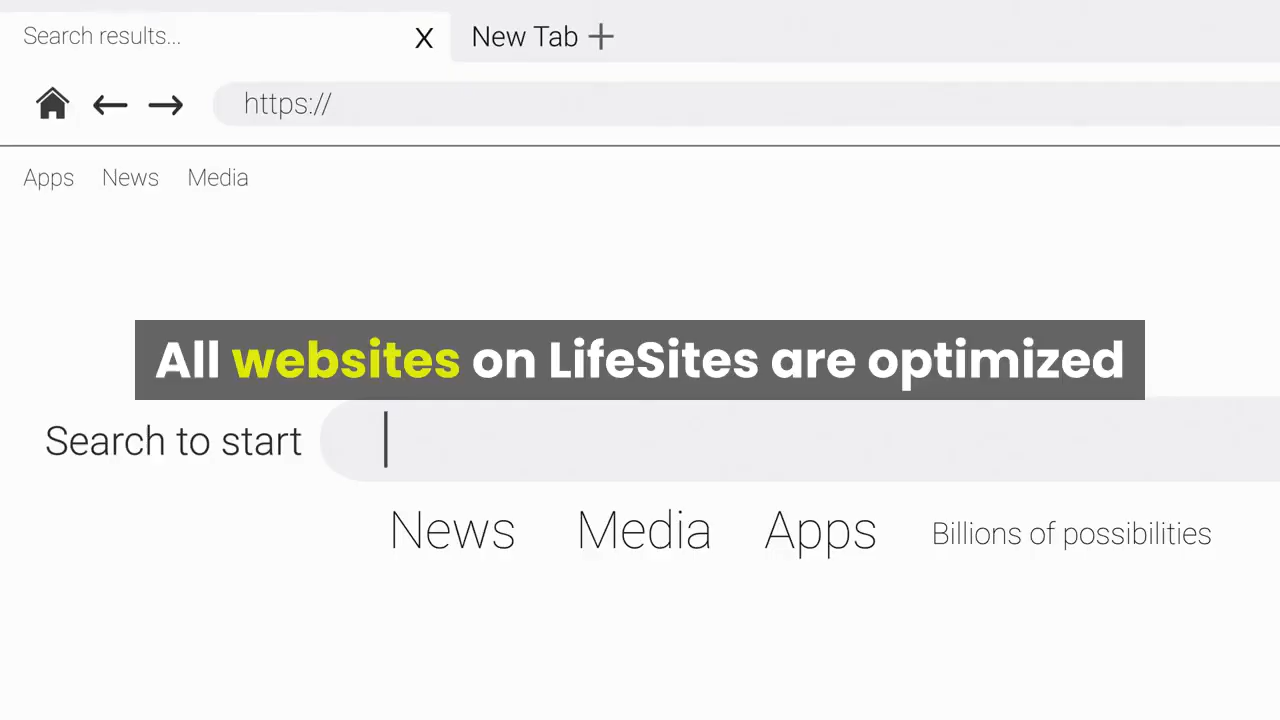 Search results...
X
New Tab +
https://
Apps News Media
All websites on LifeSites are optimized
Search to start
News Media Apps Billions of possibilities